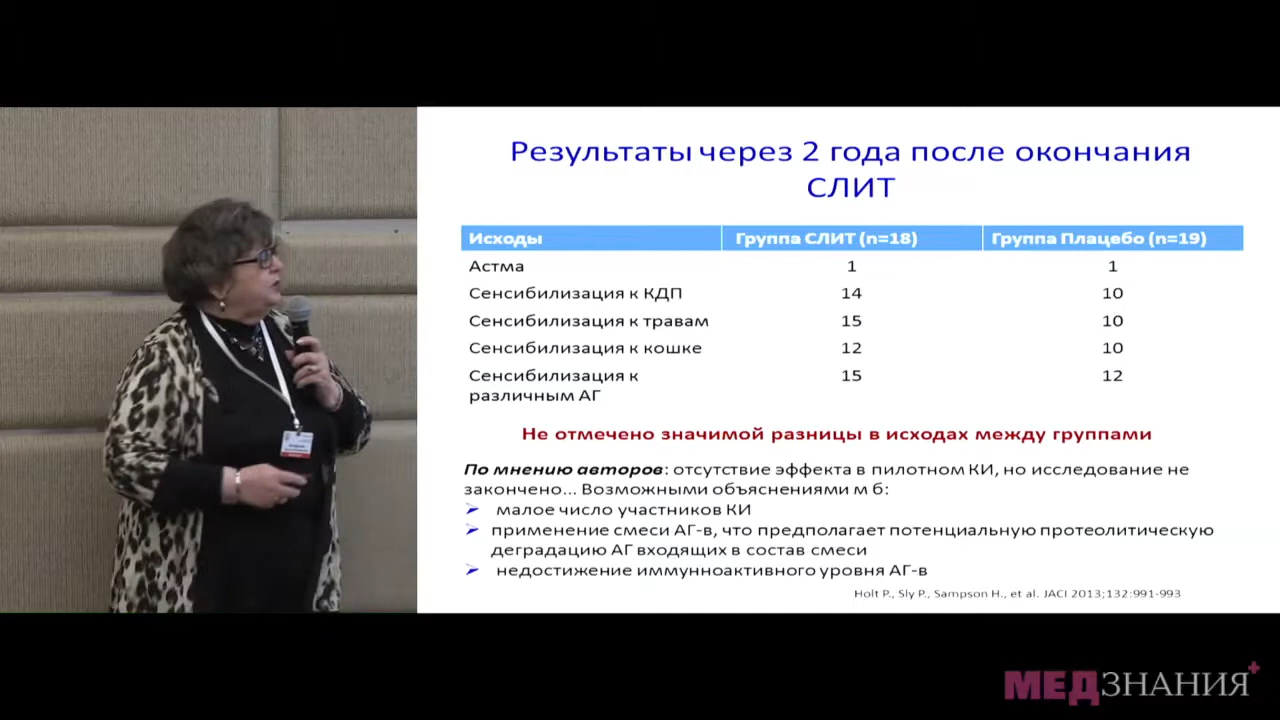 Результаты через 2 года после окончания
СЛИТ
Исходы Группа СЛИТ (n=18) Группа Плацебо (n=19)
Астма 1 1
Сенсибилизация к КДП 14 10
Сенсибилизация к травам 15 10
Сенсибилизация к кошке 12 10
Сенсибилизация к 15 12
различным АГ
Не отмечено значимой разницы в исходах между группами
По мнению авторов: отсутствие эффекта в пилотном КИ, но исследование не
закончено... Возможными объяснениями м б:
➢ малое число участников КИ
➢ применение смеси АГ-в, что предполагает потенциальную протеолитическую
деградацию АГ входящих в состав смеси
➢ недостижение иммунноактивного уровня АГ-в
Holt P., Sly P., Sampson H., et al. JACI 2013;132:991-993
МЕДЗНАНИЯ+